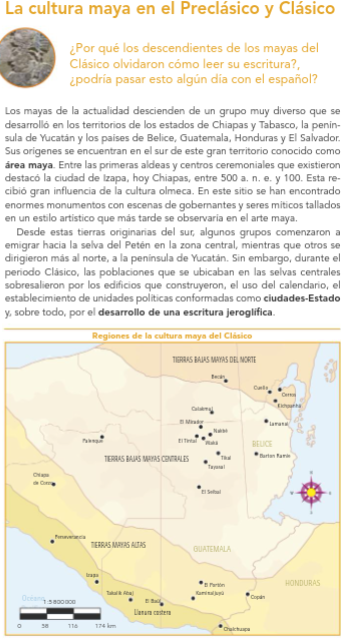 La cultura maya en el Preclásico y Clásico
¿Por qué los descendientes de los mayas del
Clásico olvidaron cómo leer su escritura?,
¿podría pasar esto algún día con el español?
Los mayas de la actualidad descienden de un grupo muy diverso que se
desarrolló en los territorios de los estados de Chiapas y Tabasco, la penín-
sula de Yucatán y los países de Belice, Guatemala, Honduras y El Salvador.
Sus orígenes se encuentran en el sur de este gran territorio conocido como
área maya. Entre las primeras aldeas y centros ceremoniales que existieron
destacó la ciudad de Izapa, hoy Chiapas, entre 500 a. n. e. y 100. Esta re-
cibió gran influencia de la cultura olmeca. En este sitio se han encontrado
enormes monumentos con escenas de gobernantes y seres míticos tallados
en un estilo artístico que más tarde se observaría en el arte maya.
Desde estas tierras originarias del sur, algunos grupos comenzaron a
emigrar hacia la selva del Petén en la zona central, mientras que otros se
dirigieron más al norte, a la península de Yucatán. Sin embargo, durante el
periodo Clásico, las poblaciones que se ubicaban en las selvas centrales
sobresalieron por los edificios que construyeron, el uso del calendario, el
establecimiento de unidades políticas conformadas como ciudades-Estado
y, sobre todo, por el desarrollo de una escritura jeroglífica.
Regiones de la cultura maya del Clásico
TIERRAS BAJAS MAYAS DEL NORTE
Becán
Cuello
Cerros
Calakmul
El Mirador
Lamanai
Nakbé
Palenque
El Tintal
BELICE
Tikal
Barton Ramie
TIERRAS BAJAS MAYAS CENTRALES
Tayasal
Chiapa
de Corzo
El Seibal
Perseverancia
TIERRAS MAYAS ALTAS
GUATEMALA
Izapa
HONDURAS
Takalik Abaj
El Portón
Kaminaljuyú
Copán
El Baúl
Llanura costera
Chalchuapa
1: 5 800 000
0 58 116 174 km